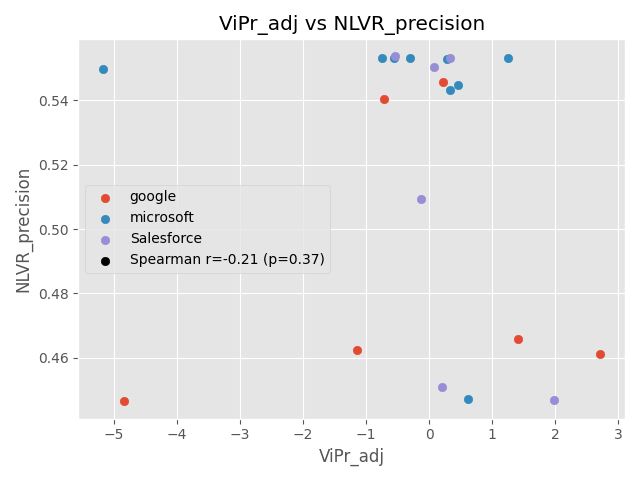 ViPr_adj vs NLVR_precision
NLVR_precision
0.54
0.52
0.50
0.48
0.46
google
microsoft
Salesforce
Spearman r=-0.21 (p=0.37)
−5 −4 −3 −2 −1 0 1 2 3
ViPr_adj